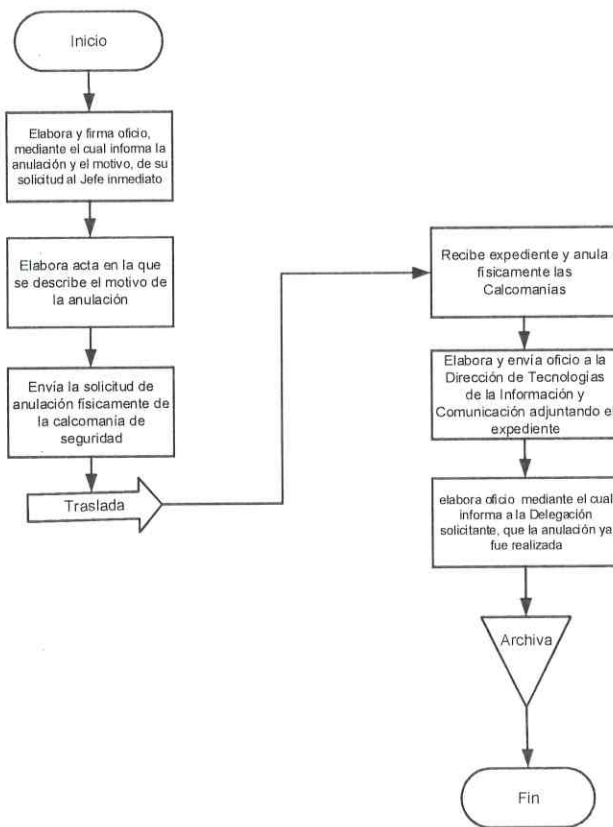 Inicio
Elabora y firma oficio,
mediante el cual informa la
anulación y el motivo, de su
solicitud al Jefe inmediato
Elabora acta en la que
se describe el motivo de
la anulación
Envía la solicitud de
anulación físicamente de
la calcomanía de
seguridad
Traslada
Recibe expediente y anula
físicamente las
Calcomanías
Elabora y envía oficio a la
Dirección de Tecnologías
de la Información y
Comunicación adjuntando el
expediente
elabora oficio mediante el cual
informa a la Delegación
solicitante, que la anulación ya
fue realizada
Archiva
Fin